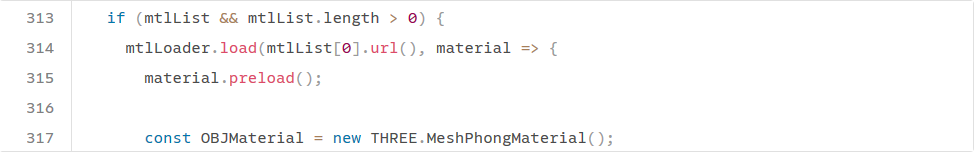 313 if (mtlList && mtlList.length > 0) {
314 mtlLoader.load(mtlList[0].url(), material => {
315 material.preload();
316
317 const OBJMaterial = new THREE.MeshPhongMaterial();